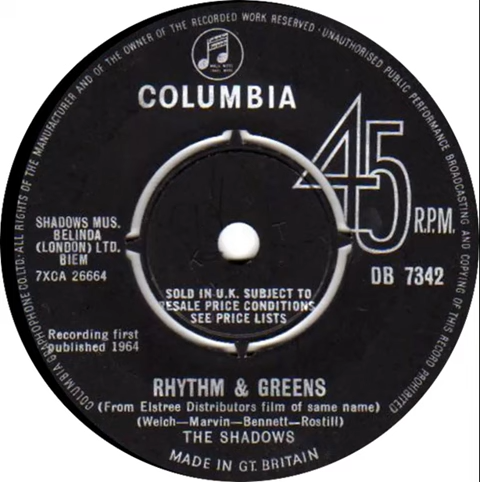 COLUMBIA GRAPHOPHONE CO. LTD. · ALL RIGHTS OF THE MANUFACTURER AND OF THE OWNER OF THE RECORDED WORK RESERVED · UNAUTHORISED PUBLIC PERFORMANCE BROADCASTING AND COPYING OF THIS RECORD PROHIBITED
COLUMBIA
45
R.P.M.
SHADOWS MUS.
BELINDA
(LONDON) LTD.
BIEM
7XCA 26664
DB 7342
SOLD IN U.K. SUBJECT TO
RESALE PRICE CONDITIONS
SEE PRICE LISTS
Recording first
published 1964
RHYTHM & GREENS
(From Elstree Distributors film of same name)
(Welch—Marvin—Bennett—Rostill)
THE SHADOWS
MADE IN GT. BRITAIN